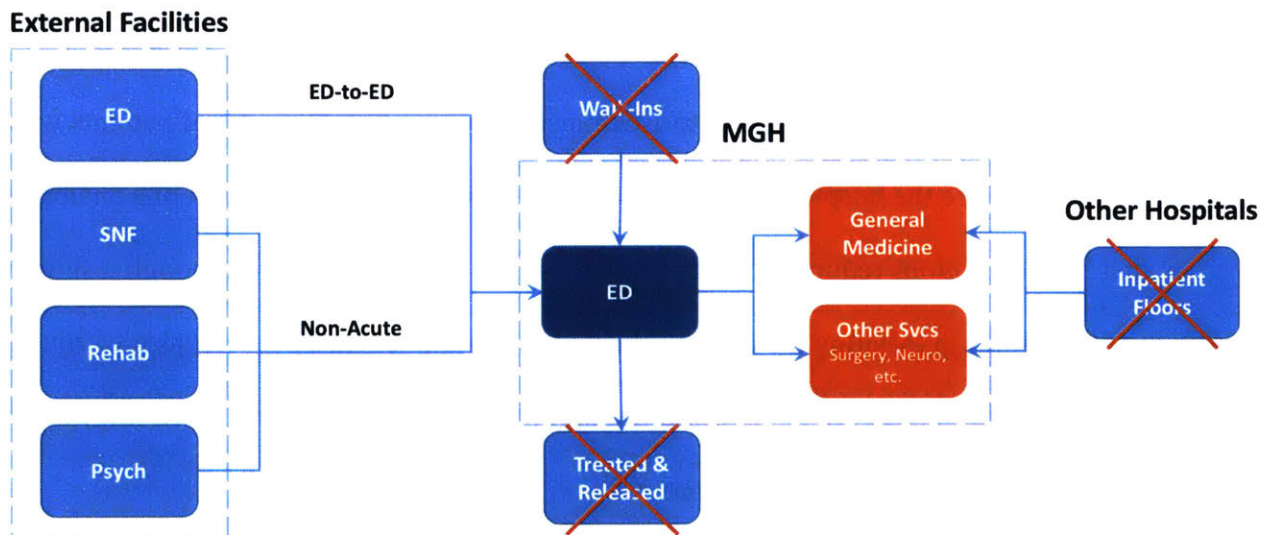 External Facilities
ED
SNF
Rehab
Psych
ED-to-ED
Non-Acute
Walk-Ins
MGH
ED
Treated &
Released
General
Medicine
Other Svcs
Surgery, Neuro,
etc.
Other Hospitals
Inpatient
Floors